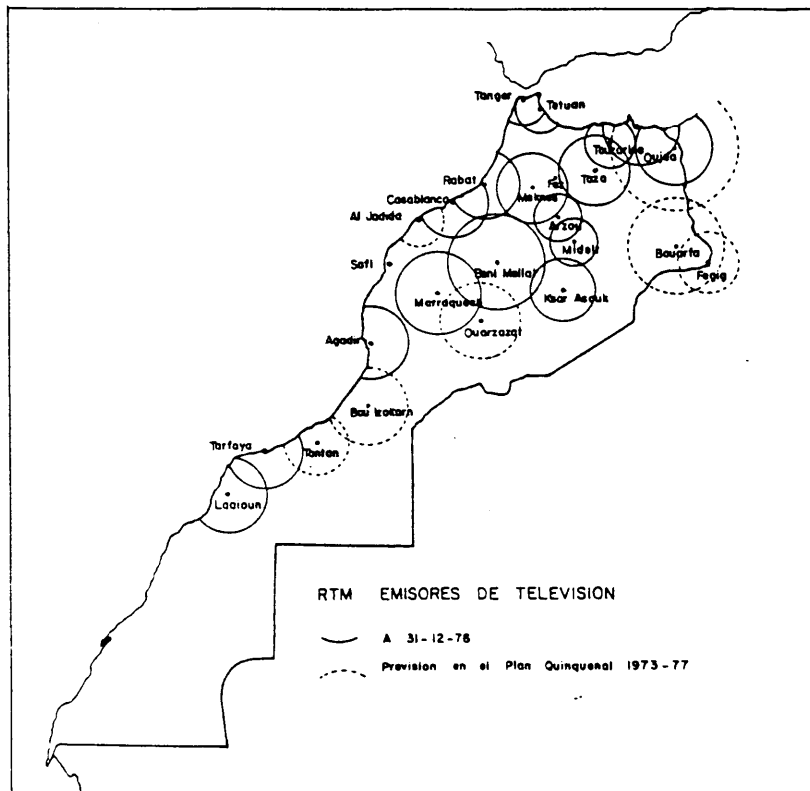 Tanger
Tetuan
Taourirte
Oujda
Fez
Taza
Rabat
Meknes
Casablanca
Al Jadida
Arzou
Midelt
Bouarfa
Safi
Beni Mellal
Fegig
Marraquech
Ksar Asouk
Ouarzazat
Agadir
Bou Izakarn
Tarfaya
Tantan
Laaioun
RTM EMISORES DE TELEVISION
A 31-12-76
Prevision en el Plan Quinquenal 1973-77